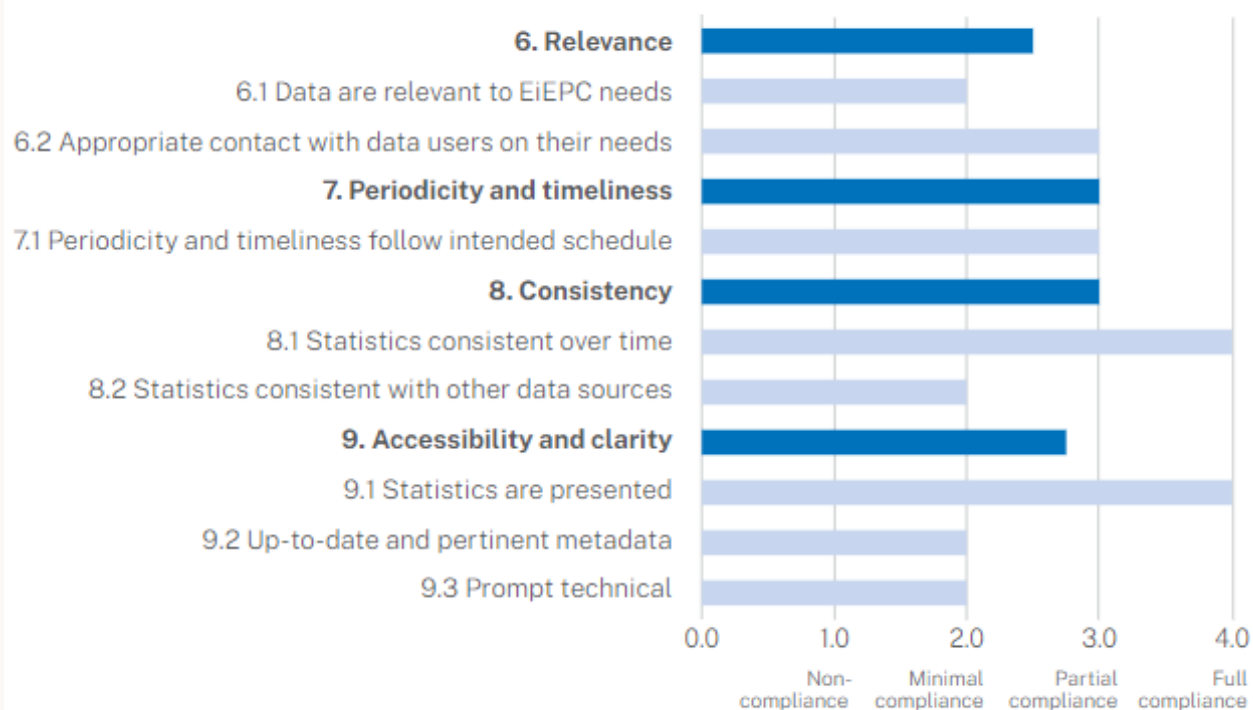 6. Relevance
6.1 Data are relevant to EiEPC needs
6.2 Appropriate contact with data users on their needs
7. Periodicity and timeliness
7.1 Periodicity and timeliness follow intended schedule
8. Consistency
8.1 Statistics consistent over time
8.2 Statistics consistent with other data sources
9. Accessibility and clarity
9.1 Statistics are presented
9.2 Up-to-date and pertinent metadata
9.3 Prompt technical
0.0 1.0 2.0 3.0 4.0
Non- Minimal Partial Full
compliance compliance compliance compliance